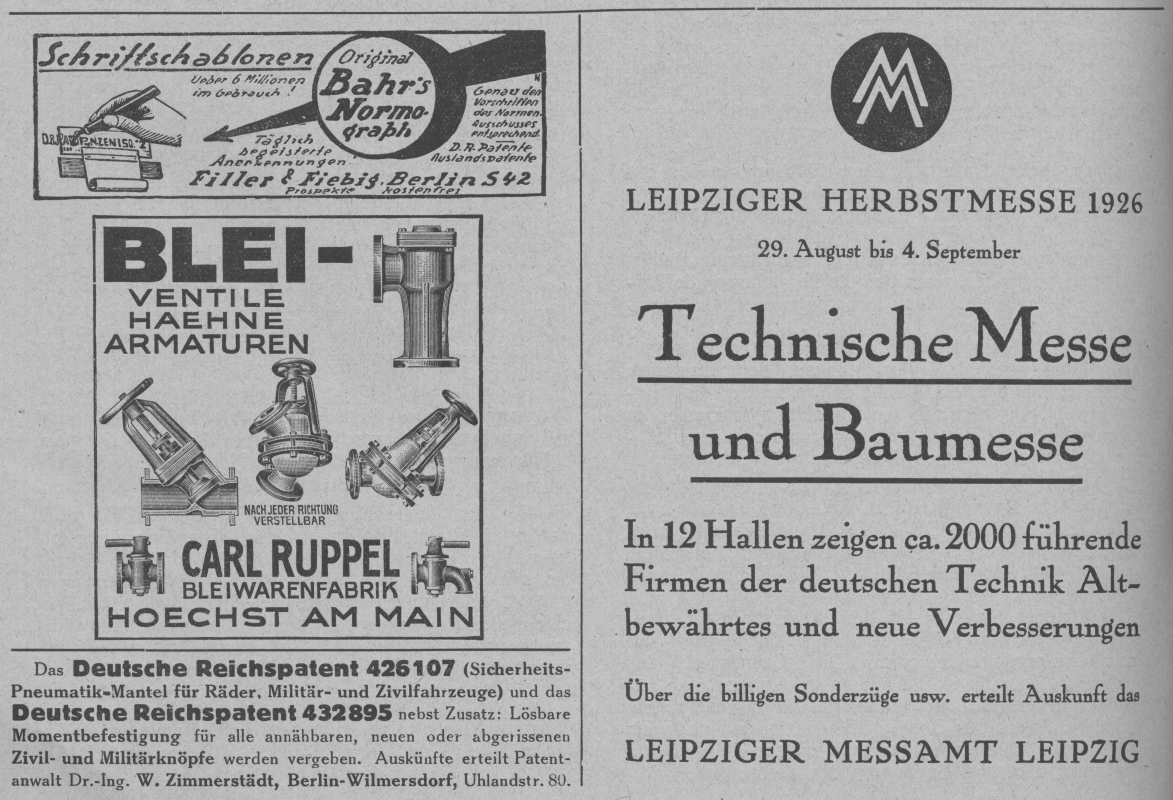 Schriftschablonen
Ueber 6 Millionen
im Gebrauch!
Original
Bahr's
Normo-
graph
Genau den
Vorschriften
des Normen-
Ausschusses
entsprechend.
D.R. Patente
Auslandspatente
Täglich
begeisterte
Anerkennungen.
Filler & Fiebig, Berlin S 42
Prospekte kostenfrei
BLEI-
VENTILE
HAEHNE
ARMATUREN
NACH JEDER RICHTUNG
VERSTELLBAR
CARL RUPPEL
BLEIWARENFABRIK
HOECHST AM MAIN
Das Deutsche Reichspatent 426107 (Sicherheits-
Pneumatik-Mantel für Räder, Militär- und Zivilfahrzeuge) und das
Deutsche Reichspatent 432895 nebst Zusatz: Lösbare
Momentbefestigung für alle annähbaren, neuen oder abgerissenen
Zivil- und Militärknöpfe werden vergeben. Auskünfte erteilt Patent-
anwalt Dr.-Ing. W. Zimmerstädt, Berlin-Wilmersdorf, Uhlandstr. 80.
MM
LEIPZIGER HERBSTMESSE 1926
29. August bis 4. September
Technische Messe
und Baumesse
In 12 Hallen zeigen ca. 2000 führende
Firmen der deutschen Technik Alt-
bewährtes und neue Verbesserungen
Über die billigen Sonderzüge usw. erteilt Auskunft das
LEIPZIGER MESSAMT LEIPZIG